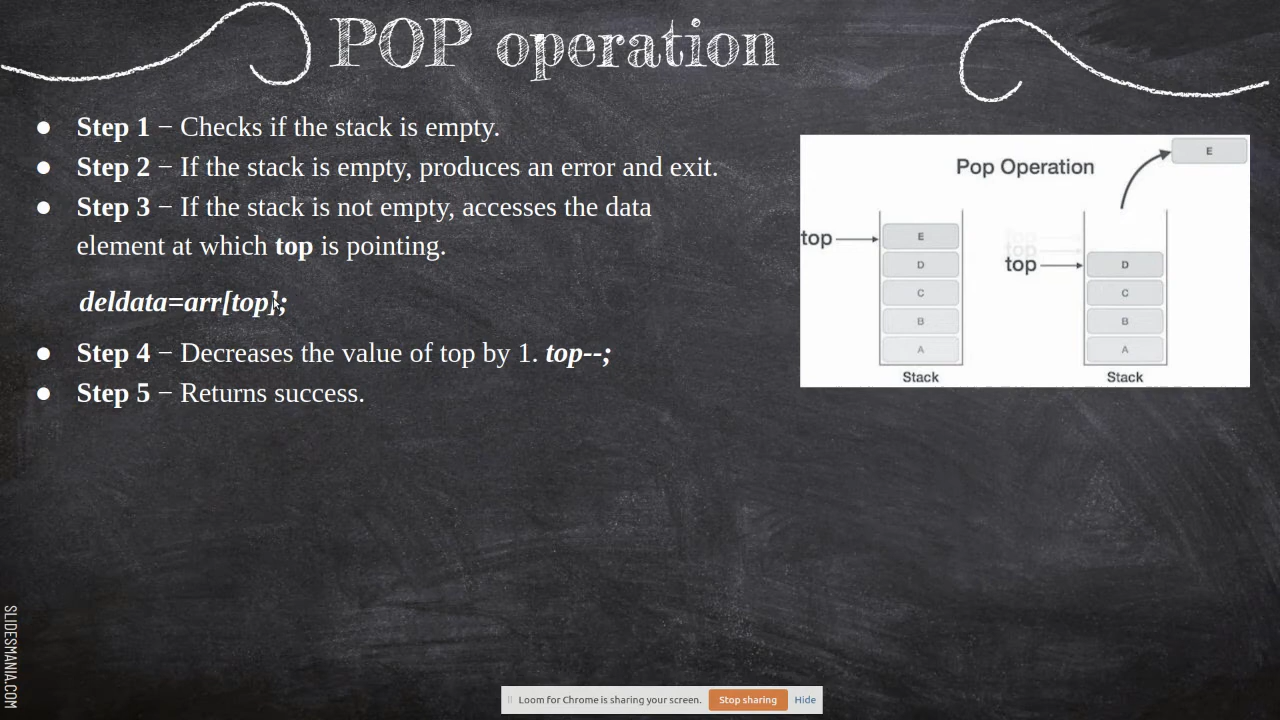 POP operation
● Step 1 − Checks if the stack is empty.
● Step 2 − If the stack is empty, produces an error and exit.
● Step 3 − If the stack is not empty, accesses the data
element at which top is pointing.
deldata=arr[top];
● Step 4 − Decreases the value of top by 1. top--;
● Step 5 − Returns success.
Pop Operation
E
top
E
D
C
B
A
Stack
top
top
top
D
C
B
A
Stack
SLIDESMANIA.COM
Loom for Chrome is sharing your screen.
Stop sharing
Hide